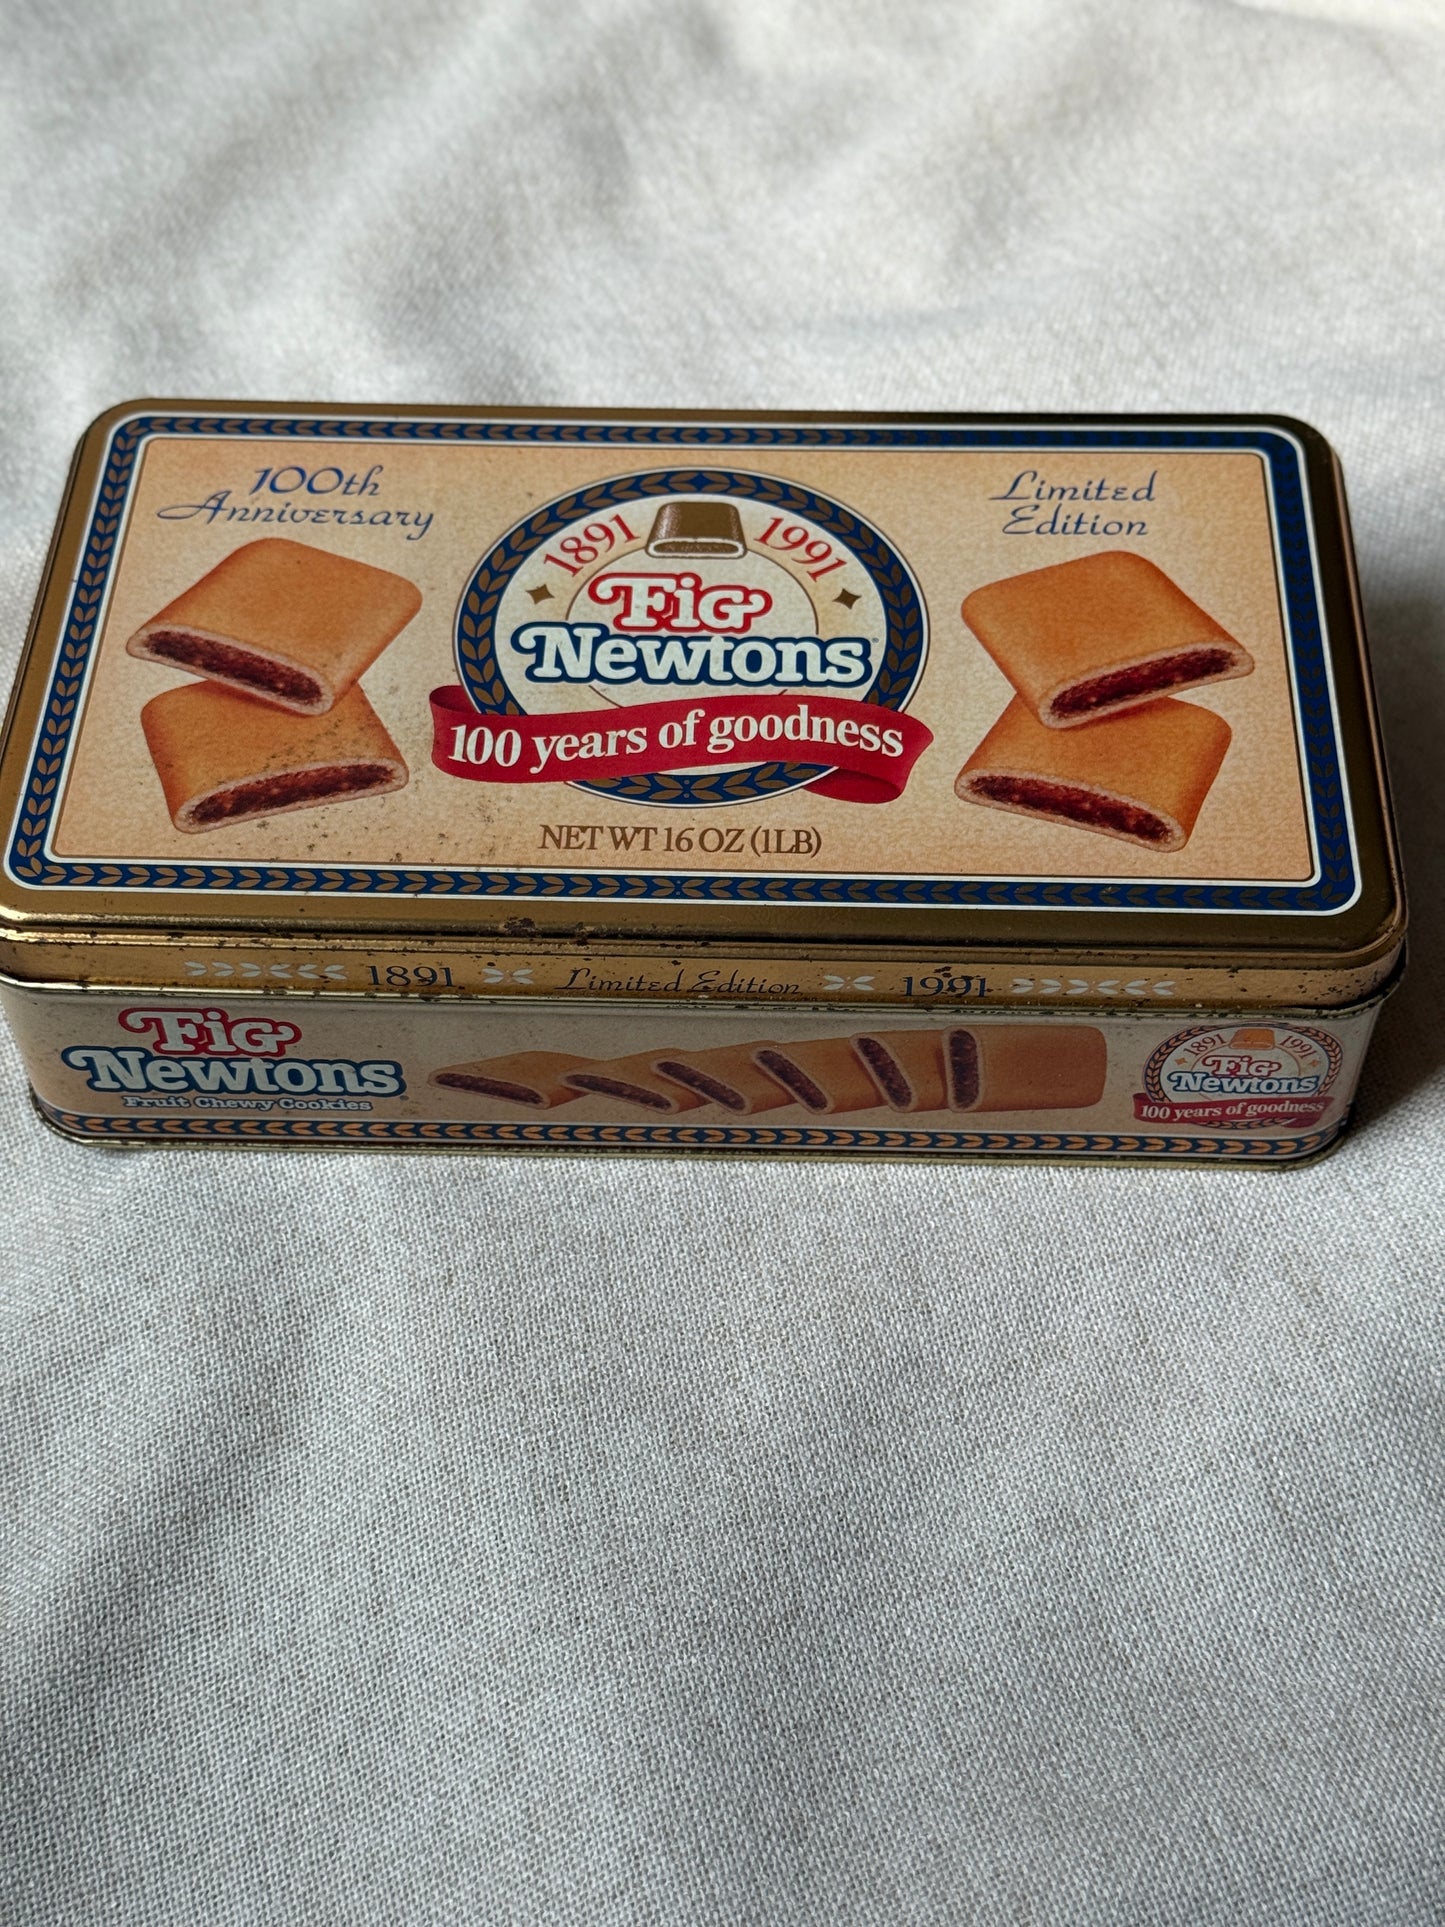 100th
Anniversary
Limited
Edition
1891 1991
FiG
Newtons
100 years of goodness
NET WT 16 OZ (1LB)
1891 Limited Edition 1991
FiG
Newtons
Fruit Chewy Cookies
1891 1991
FiG
Newtons
100 years of goodness